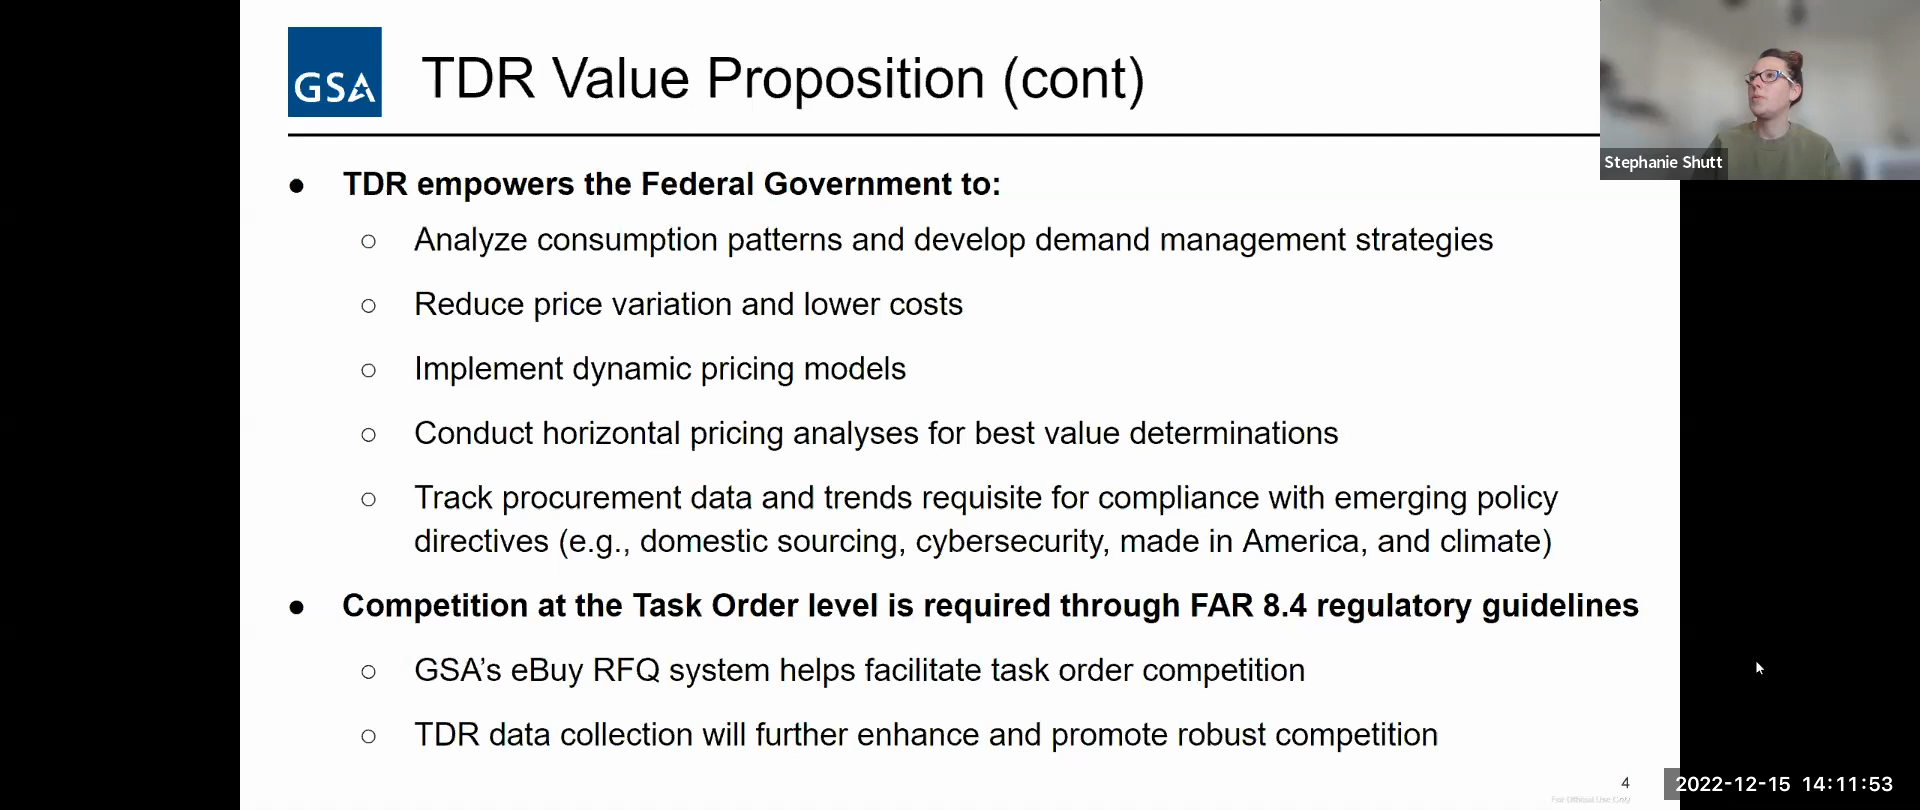 GSA
TDR Value Proposition (cont)
Stephanie Shutt
● TDR empowers the Federal Government to:
○ Analyze consumption patterns and develop demand management strategies
○ Reduce price variation and lower costs
○ Implement dynamic pricing models
○ Conduct horizontal pricing analyses for best value determinations
○ Track procurement data and trends requisite for compliance with emerging policy
directives (e.g., domestic sourcing, cybersecurity, made in America, and climate)
● Competition at the Task Order level is required through FAR 8.4 regulatory guidelines
○ GSA’s eBuy RFQ system helps facilitate task order competition
○ TDR data collection will further enhance and promote robust competition
4
For Official Use Only
2022-12-15 14:11:53